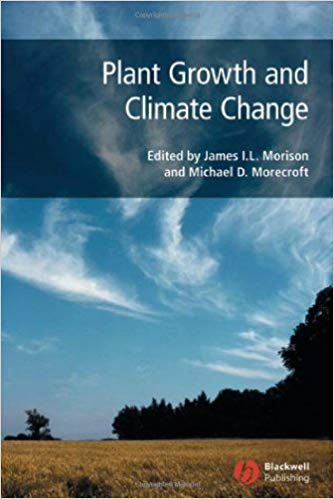 Plant Growth and
Climate Change
Edited by James I.L. Morison
and Michael D. Morecroft
Blackwell
Publishing